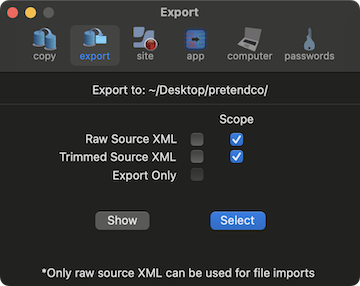 Export
copy export site app computer passwords
Export to: ~/Desktop/pretendco/
Scope
Raw Source XML
Trimmed Source XML
Export Only
Show Select
*Only raw source XML can be used for file imports